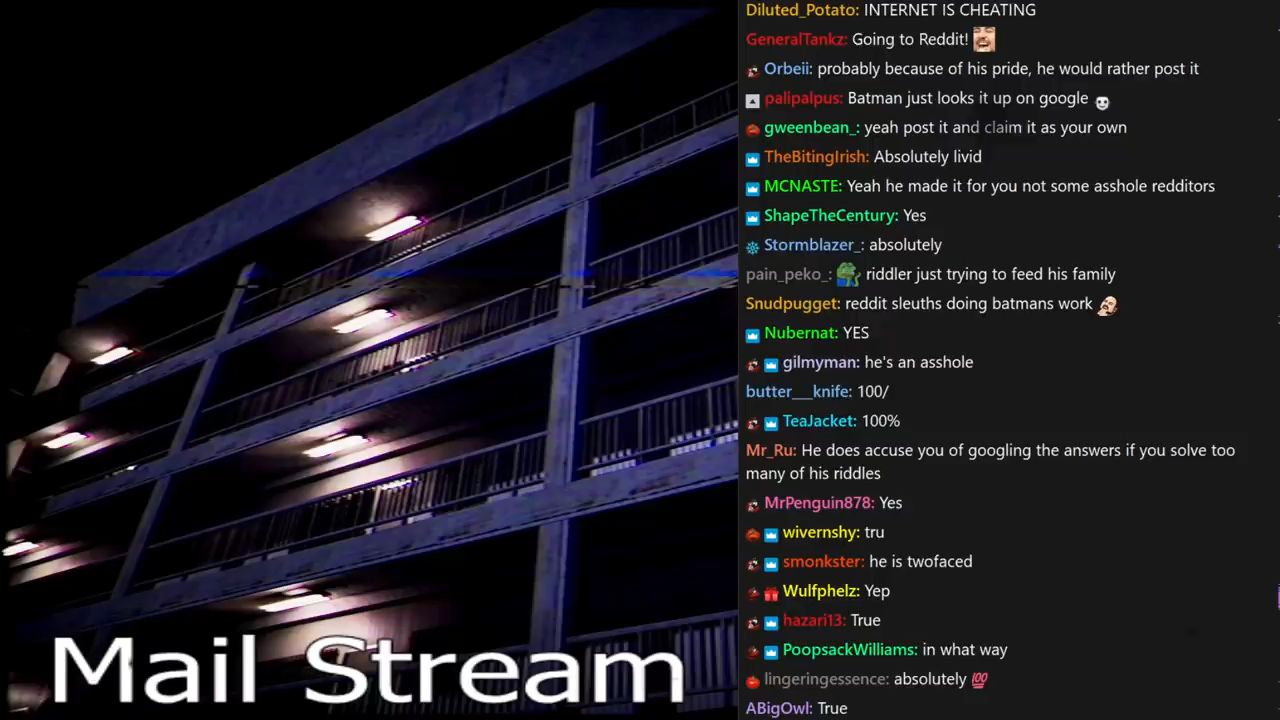 Diluted_Potato: INTERNET IS CHEATING
GeneralTankz: Going to Reddit!
Orbeii: probably because of his pride, he would rather post it
palipalpus: Batman just looks it up on google
gweenbean_: yeah post it and claim it as your own
TheBitingIrish: Absolutely livid
MCNASTE: Yeah he made it for you not some asshole redditors
ShapeTheCentury: Yes
Stormblazer_: absolutely
pain_peko_: riddler just trying to feed his family
Snudpugget: reddit sleuths doing batmans work
Nubernat: YES
gilmyman: he's an asshole
butter___knife: 100/
TeaJacket: 100%
Mr_Ru: He does accuse you of googling the answers if you solve too
many of his riddles
MrPenguin878: Yes
wivernshy: tru
smonkster: he is twofaced
Wulfphelz: Yep
hazari13: True
PoopsackWilliams: in what way
lingeringessence: absolutely 💯
ABigOwl: True
Mail Stream